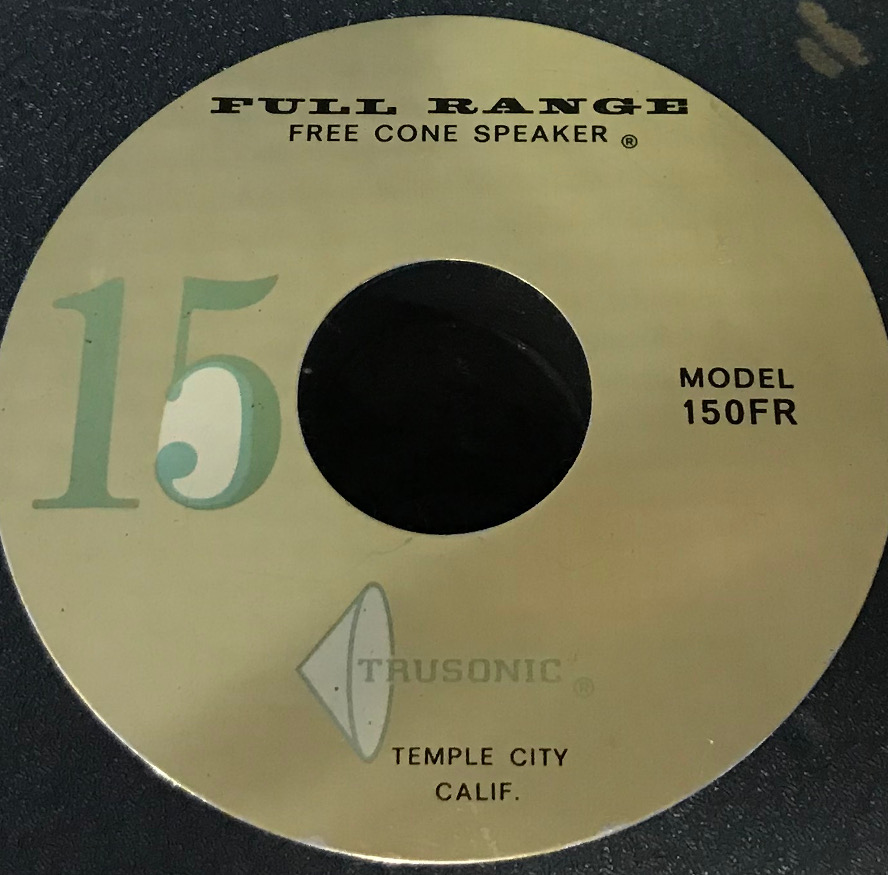 FULL RANGE
FREE CONE SPEAKER ®
15
MODEL
150FR
TRUSONIC ®
TEMPLE CITY
CALIF.